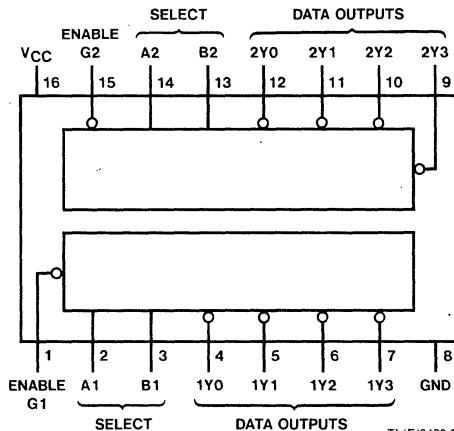 SELECT
DATA OUTPUTS
ENABLE
VCC G2 A2 B2 2Y0 2Y1 2Y2 2Y3
16 15 14 13 12 11 10 9
1 2 3 4 5 6 7 8
ENABLE A1 B1 1Y0 1Y1 1Y2 1Y3 GND
G1
SELECT
DATA OUTPUTS